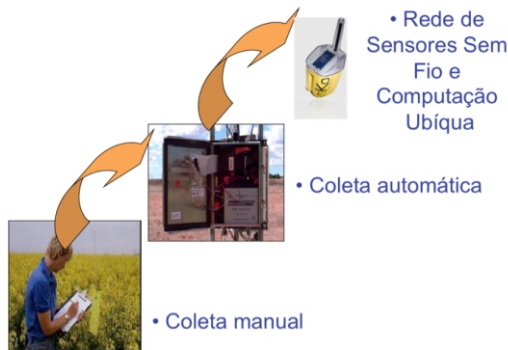 • Rede de
Sensores Sem
Fio e
Computação
Ubíqua
• Coleta automática
• Coleta manual